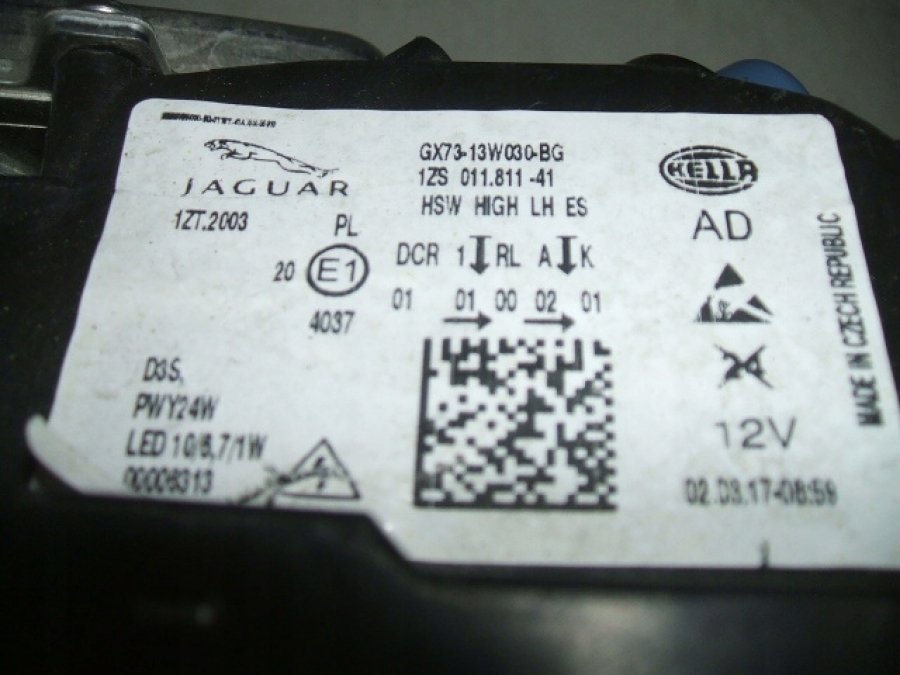 JAGUAR
GX73-13W030-BG
1ZS 011.811-41
HSW HIGH LH ES
HELLA
AD
1ZT.2003
PL
20 E1
4037
DCR 1 RL A K
01 01 00 02 01
D3S,
PWY24W
LED 10/6,7/1W
00006313
12V
02.03.17-08:59
MADE IN CZECH REPUBLIC